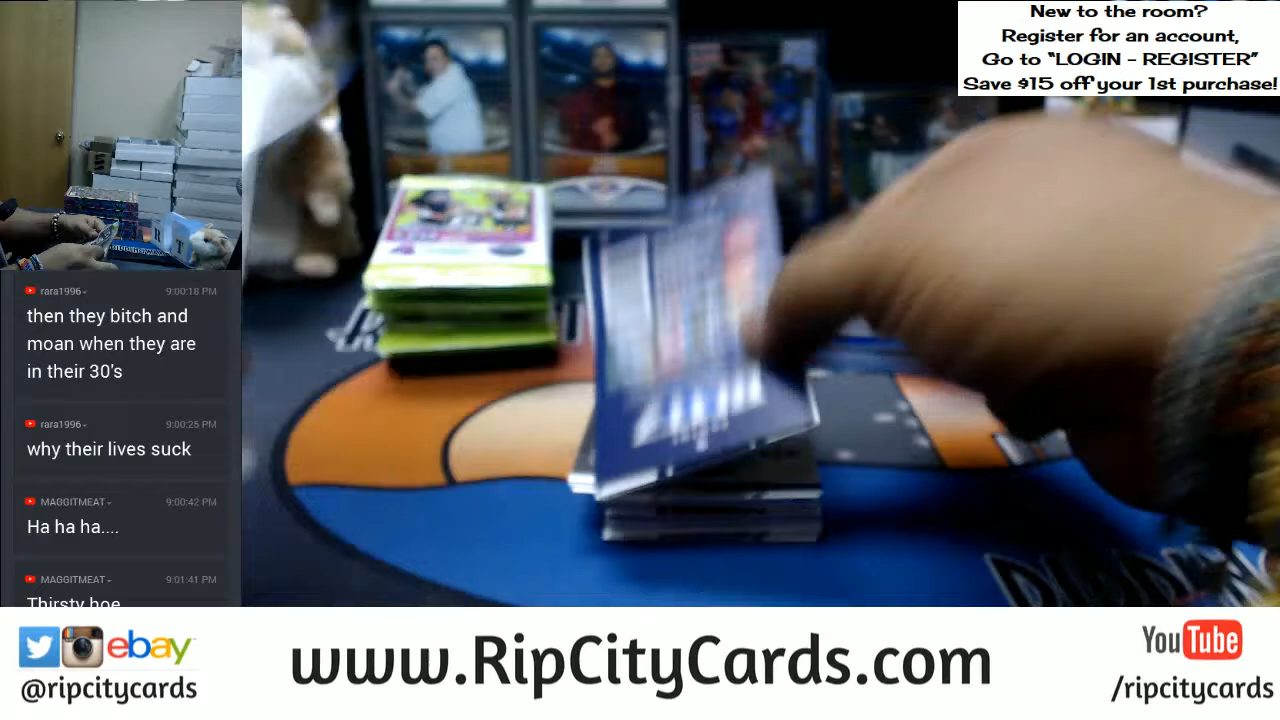 New to the room?
Register for an account,
Go to “LOGIN - REGISTER”
Save $15 off your 1st purchase!
rara1996
9:00:18 PM
then they bitch and
moan when they are
in their 30's
rara1996
9:00:25 PM
why their lives suck
MAGGITMEAT
9:00:42 PM
Ha ha ha....
MAGGITMEAT
9:01:41 PM
Thirsty hoe
ebay
@ripcitycards
www.RipCityCards.com
YouTube
/ripcitycards